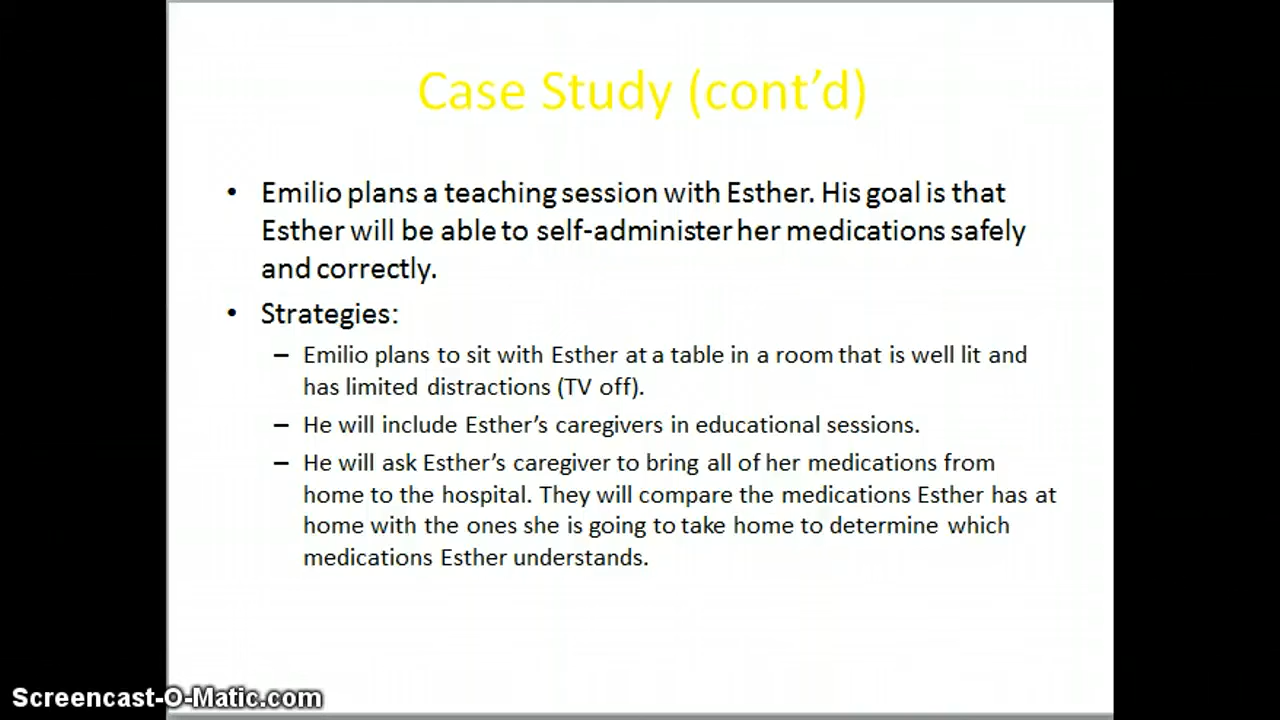 Case Study (cont’d)
• Emilio plans a teaching session with Esther. His goal is that
Esther will be able to self-administer her medications safely
and correctly.
• Strategies:
– Emilio plans to sit with Esther at a table in a room that is well lit and
has limited distractions (TV off).
– He will include Esther’s caregivers in educational sessions.
– He will ask Esther’s caregiver to bring all of her medications from
home to the hospital. They will compare the medications Esther has at
home with the ones she is going to take home to determine which
medications Esther understands.
Screencast-O-Matic.com